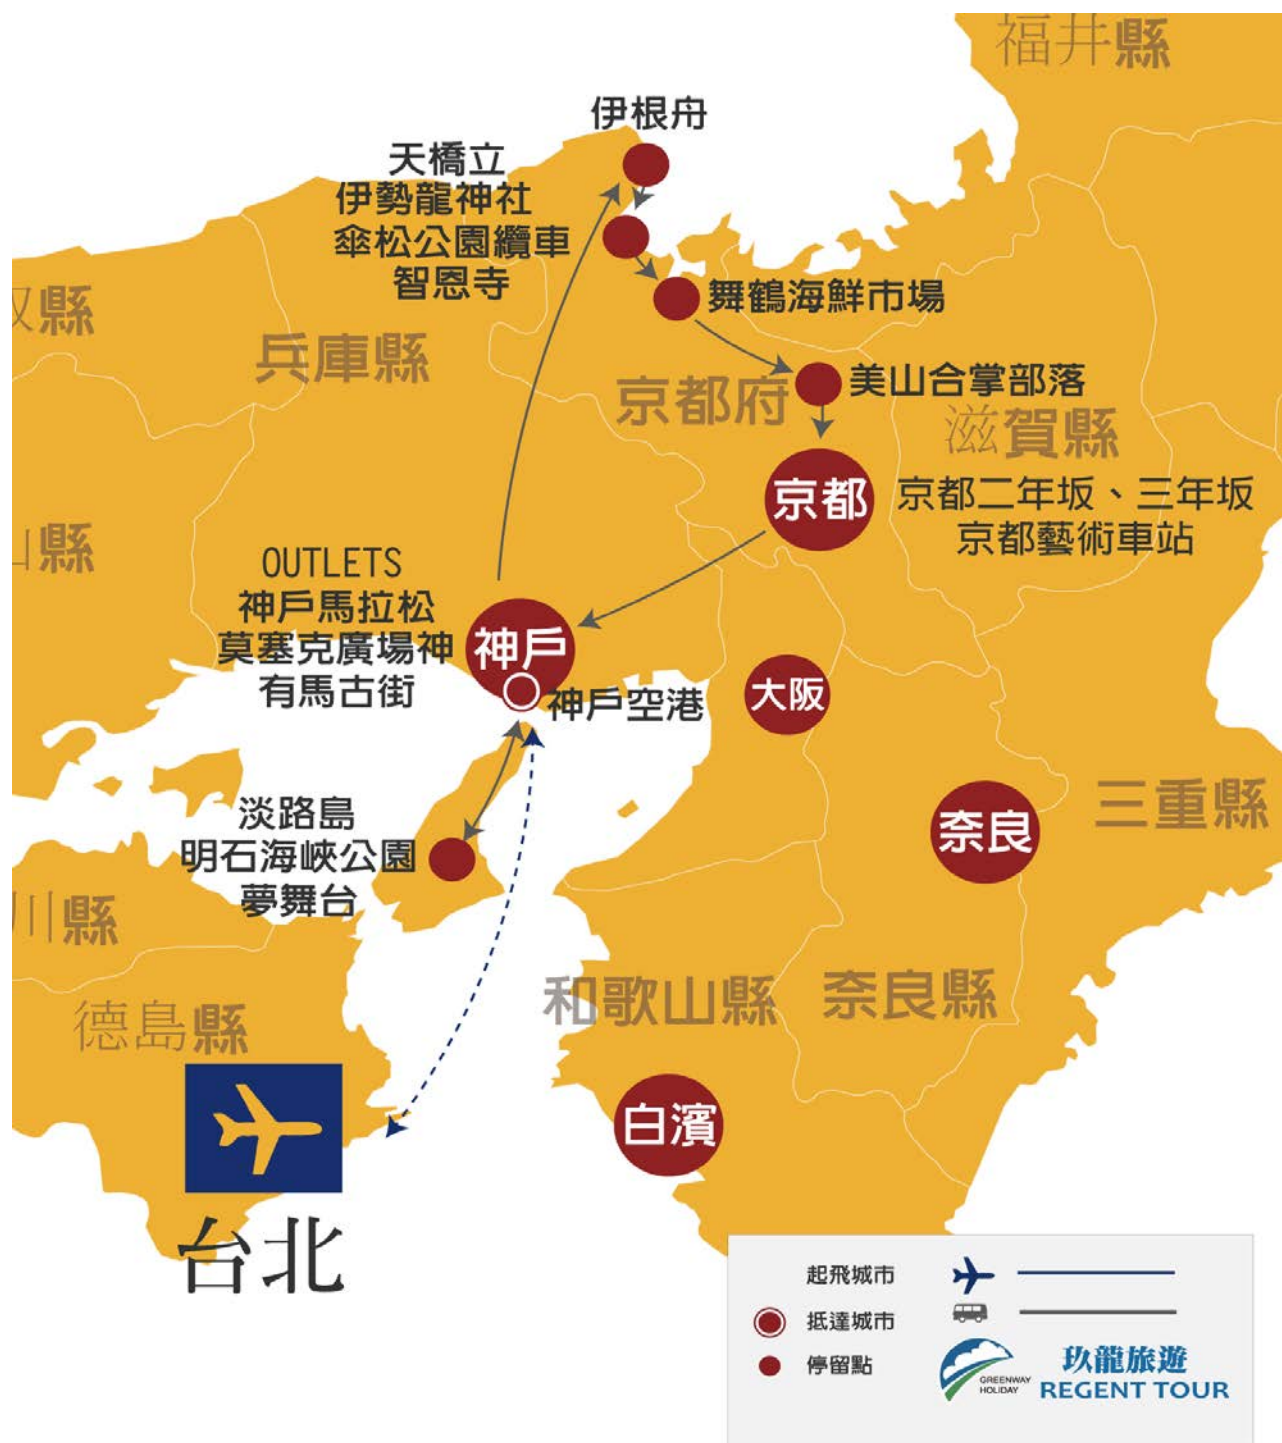 福井縣
伊根舟
天橋立
伊勢龍神社
傘松公園纜車
智恩寺
舞鶴海鮮市場
縣
兵庫縣
京都府
美山合掌部落
滋賀縣
京都
京都二年坂、三年坂
京都藝術車站
縣
OUTLETS
神戶馬拉松
莫塞克廣場神
有馬古街
神戶
神戶空港
大阪
奈良
三重縣
淡路島
明石海峽公園
夢舞台
川縣
和歌山縣
奈良縣
德島縣
白濱
台北
起飛城市
抵達城市
停留點
GREENWAY
HOLIDAY
玖龍旅遊
REGENT TOUR